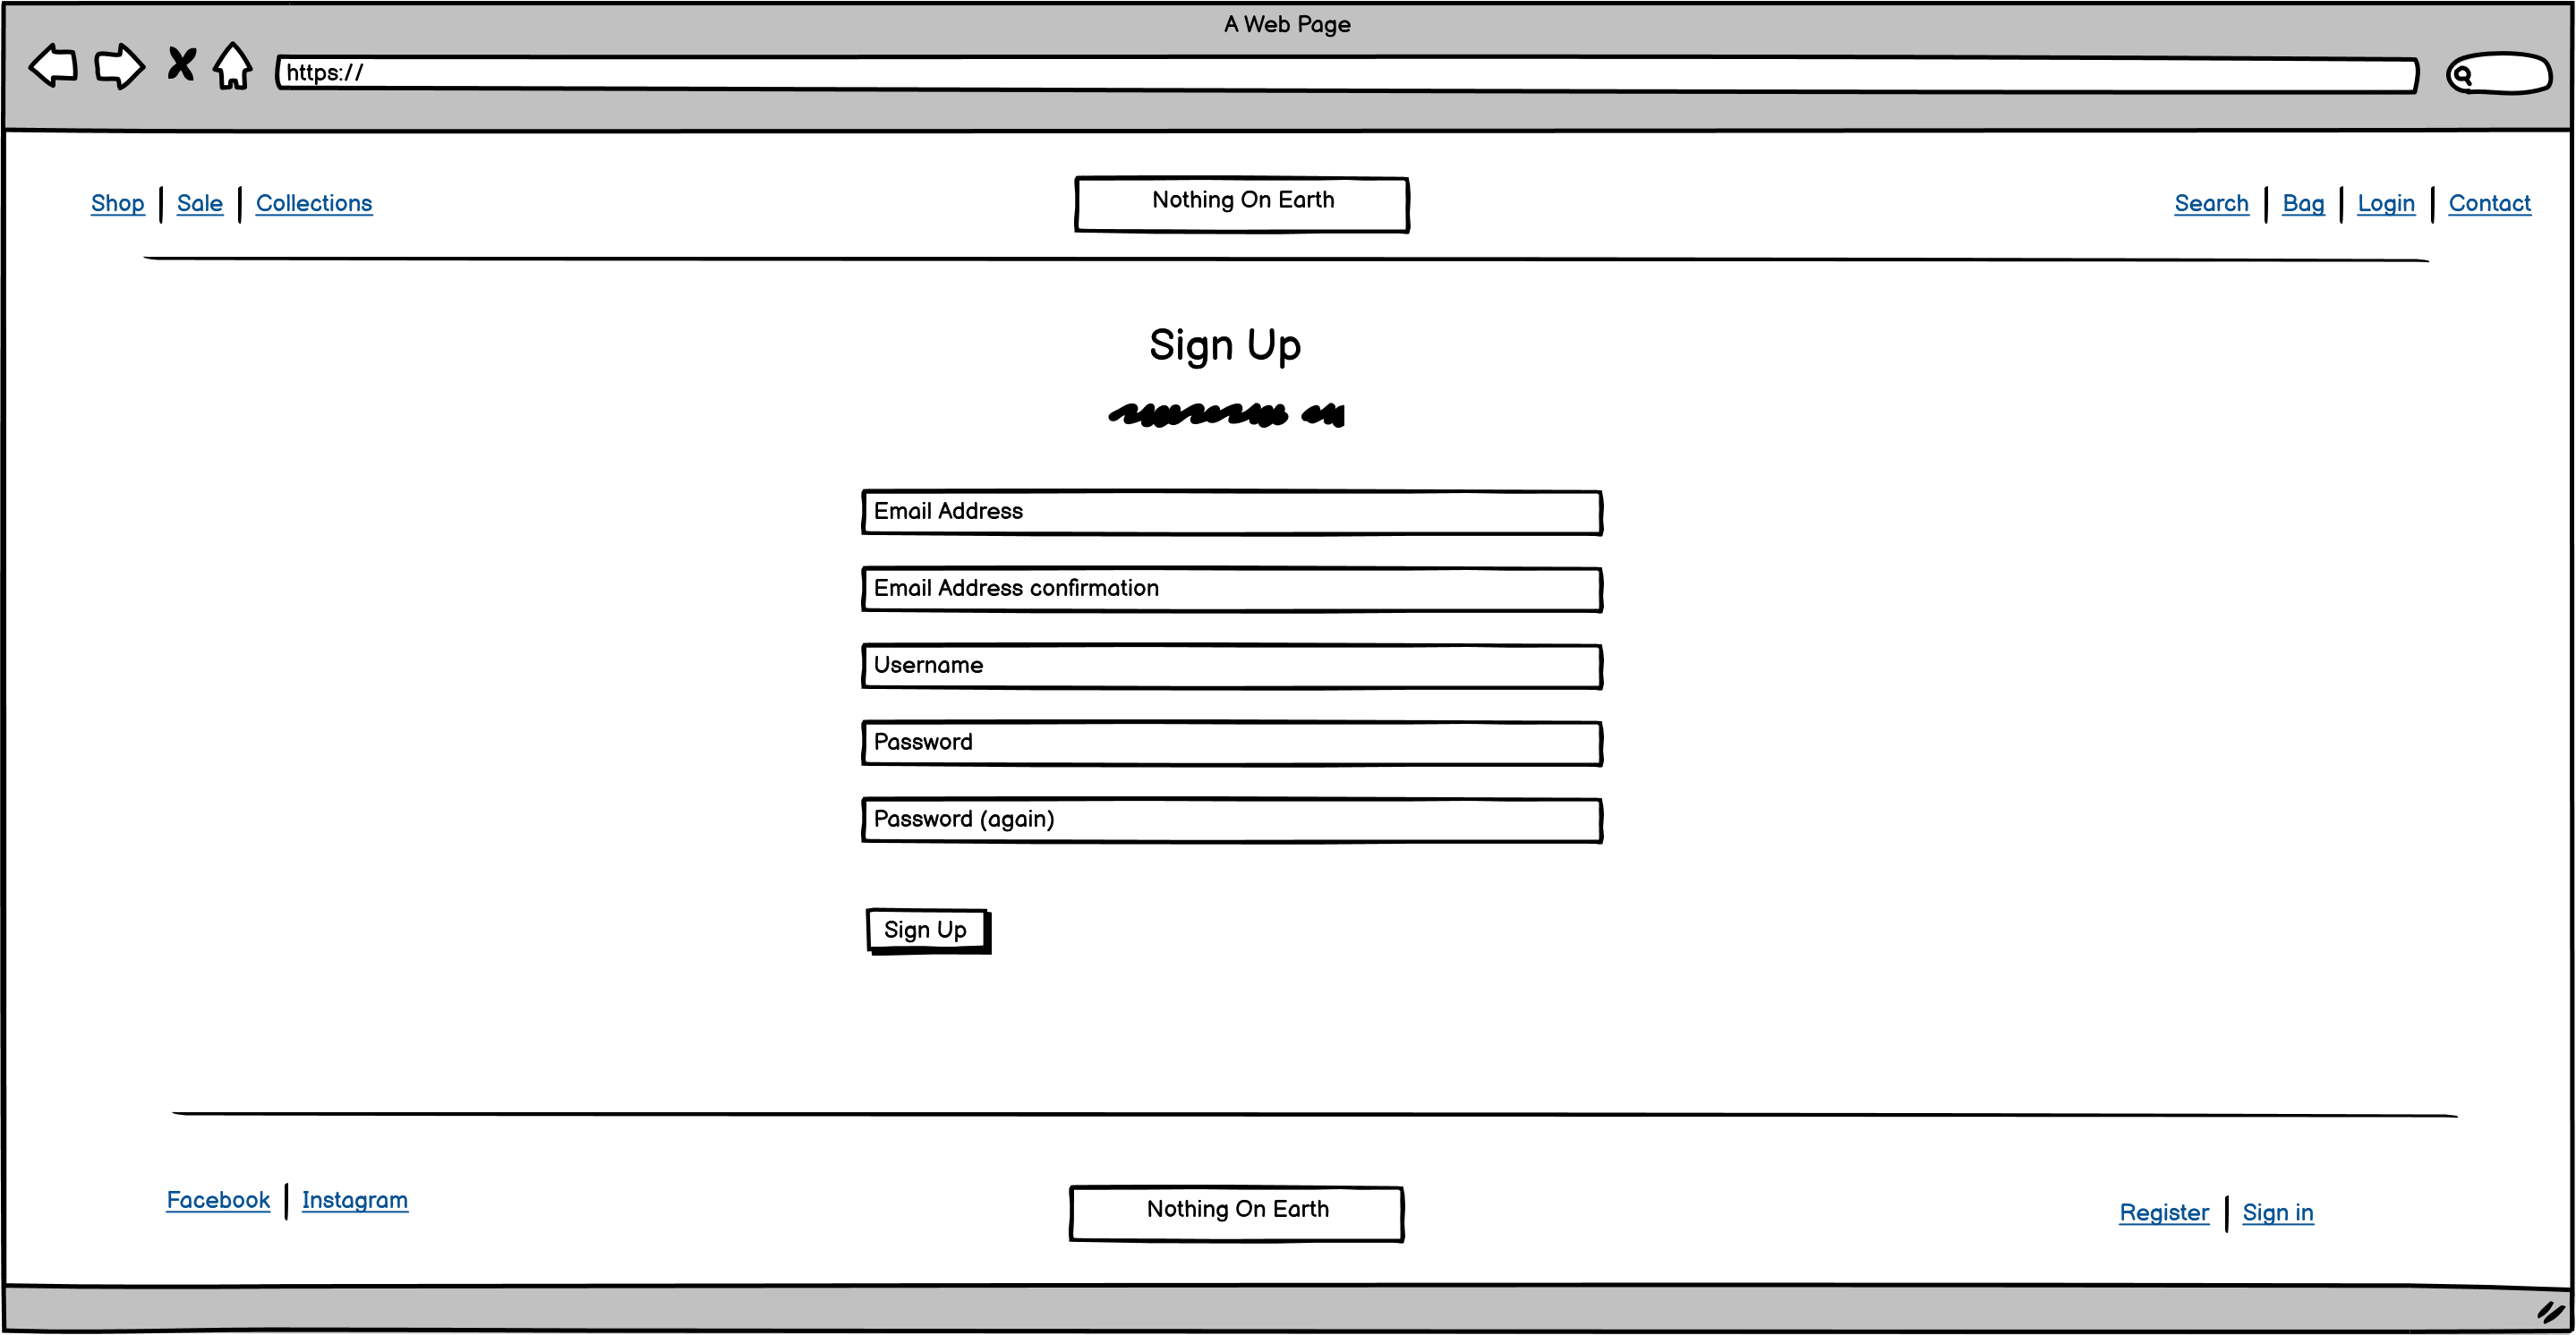 A Web Page
https://
Shop | Sale | Collections
Nothing On Earth
Search | Bag | Login | Contact
Sign Up
Email Address
Email Address confirmation
Username
Password
Password (again)
Sign Up
Facebook | Instagram
Nothing On Earth
Register | Sign in